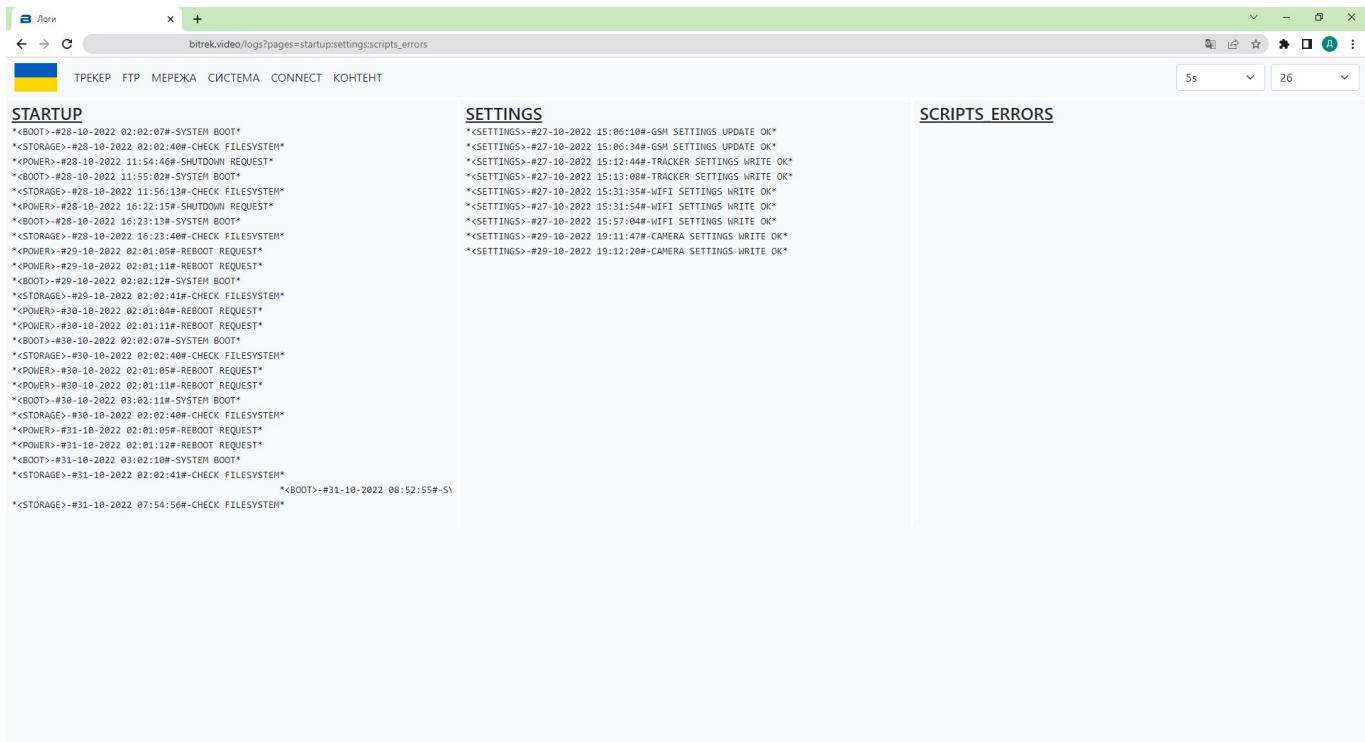 Логи
bitrek.video/logs?pages=startup;settings;scripts_errors
Д
ТРЕКЕР FTP МЕРЕЖА СИСТЕМА CONNECT КОНТЕНТ
5s
26
STARTUP
*<BOOT>-#28-10-2022 02:02:07#-SYSTEM BOOT*
*<STORAGE>-#28-10-2022 02:02:40#-CHECK FILESYSTEM*
*<POWER>-#28-10-2022 11:54:46#-SHUTDOWN REQUEST*
*<BOOT>-#28-10-2022 11:55:02#-SYSTEM BOOT*
*<STORAGE>-#28-10-2022 11:56:13#-CHECK FILESYSTEM*
*<POWER>-#28-10-2022 16:22:15#-SHUTDOWN REQUEST*
*<BOOT>-#28-10-2022 16:23:13#-SYSTEM BOOT*
*<STORAGE>-#28-10-2022 16:23:40#-CHECK FILESYSTEM*
*<POWER>-#29-10-2022 02:01:05#-REBOOT REQUEST*
*<POWER>-#29-10-2022 02:01:11#-REBOOT REQUEST*
*<BOOT>-#29-10-2022 02:02:12#-SYSTEM BOOT*
*<STORAGE>-#29-10-2022 02:02:41#-CHECK FILESYSTEM*
*<POWER>-#30-10-2022 02:01:04#-REBOOT REQUEST*
*<POWER>-#30-10-2022 02:01:11#-REBOOT REQUEST*
*<BOOT>-#30-10-2022 02:02:07#-SYSTEM BOOT*
*<STORAGE>-#30-10-2022 02:02:40#-CHECK FILESYSTEM*
*<POWER>-#30-10-2022 02:01:05#-REBOOT REQUEST*
*<POWER>-#30-10-2022 02:01:11#-REBOOT REQUEST*
*<BOOT>-#30-10-2022 03:02:11#-SYSTEM BOOT*
*<STORAGE>-#30-10-2022 02:02:40#-CHECK FILESYSTEM*
*<POWER>-#31-10-2022 02:01:05#-REBOOT REQUEST*
*<POWER>-#31-10-2022 02:01:12#-REBOOT REQUEST*
*<BOOT>-#31-10-2022 03:02:10#-SYSTEM BOOT*
*<STORAGE>-#31-10-2022 02:02:41#-CHECK FILESYSTEM*
*<BOOT>-#31-10-2022 08:52:55#-S
*<STORAGE>-#31-10-2022 07:54:56#-CHECK FILESYSTEM*
SETTINGS
*<SETTINGS>-#27-10-2022 15:06:10#-GSM SETTINGS UPDATE OK*
*<SETTINGS>-#27-10-2022 15:06:34#-GSM SETTINGS UPDATE OK*
*<SETTINGS>-#27-10-2022 15:12:44#-TRACKER SETTINGS WRITE OK*
*<SETTINGS>-#27-10-2022 15:13:08#-TRACKER SETTINGS WRITE OK*
*<SETTINGS>-#27-10-2022 15:31:35#-WIFI SETTINGS WRITE OK*
*<SETTINGS>-#27-10-2022 15:31:54#-WIFI SETTINGS WRITE OK*
*<SETTINGS>-#27-10-2022 15:57:04#-WIFI SETTINGS WRITE OK*
*<SETTINGS>-#29-10-2022 19:11:47#-CAMERA SETTINGS WRITE OK*
*<SETTINGS>-#29-10-2022 19:12:20#-CAMERA SETTINGS WRITE OK*
SCRIPTS_ERRORS